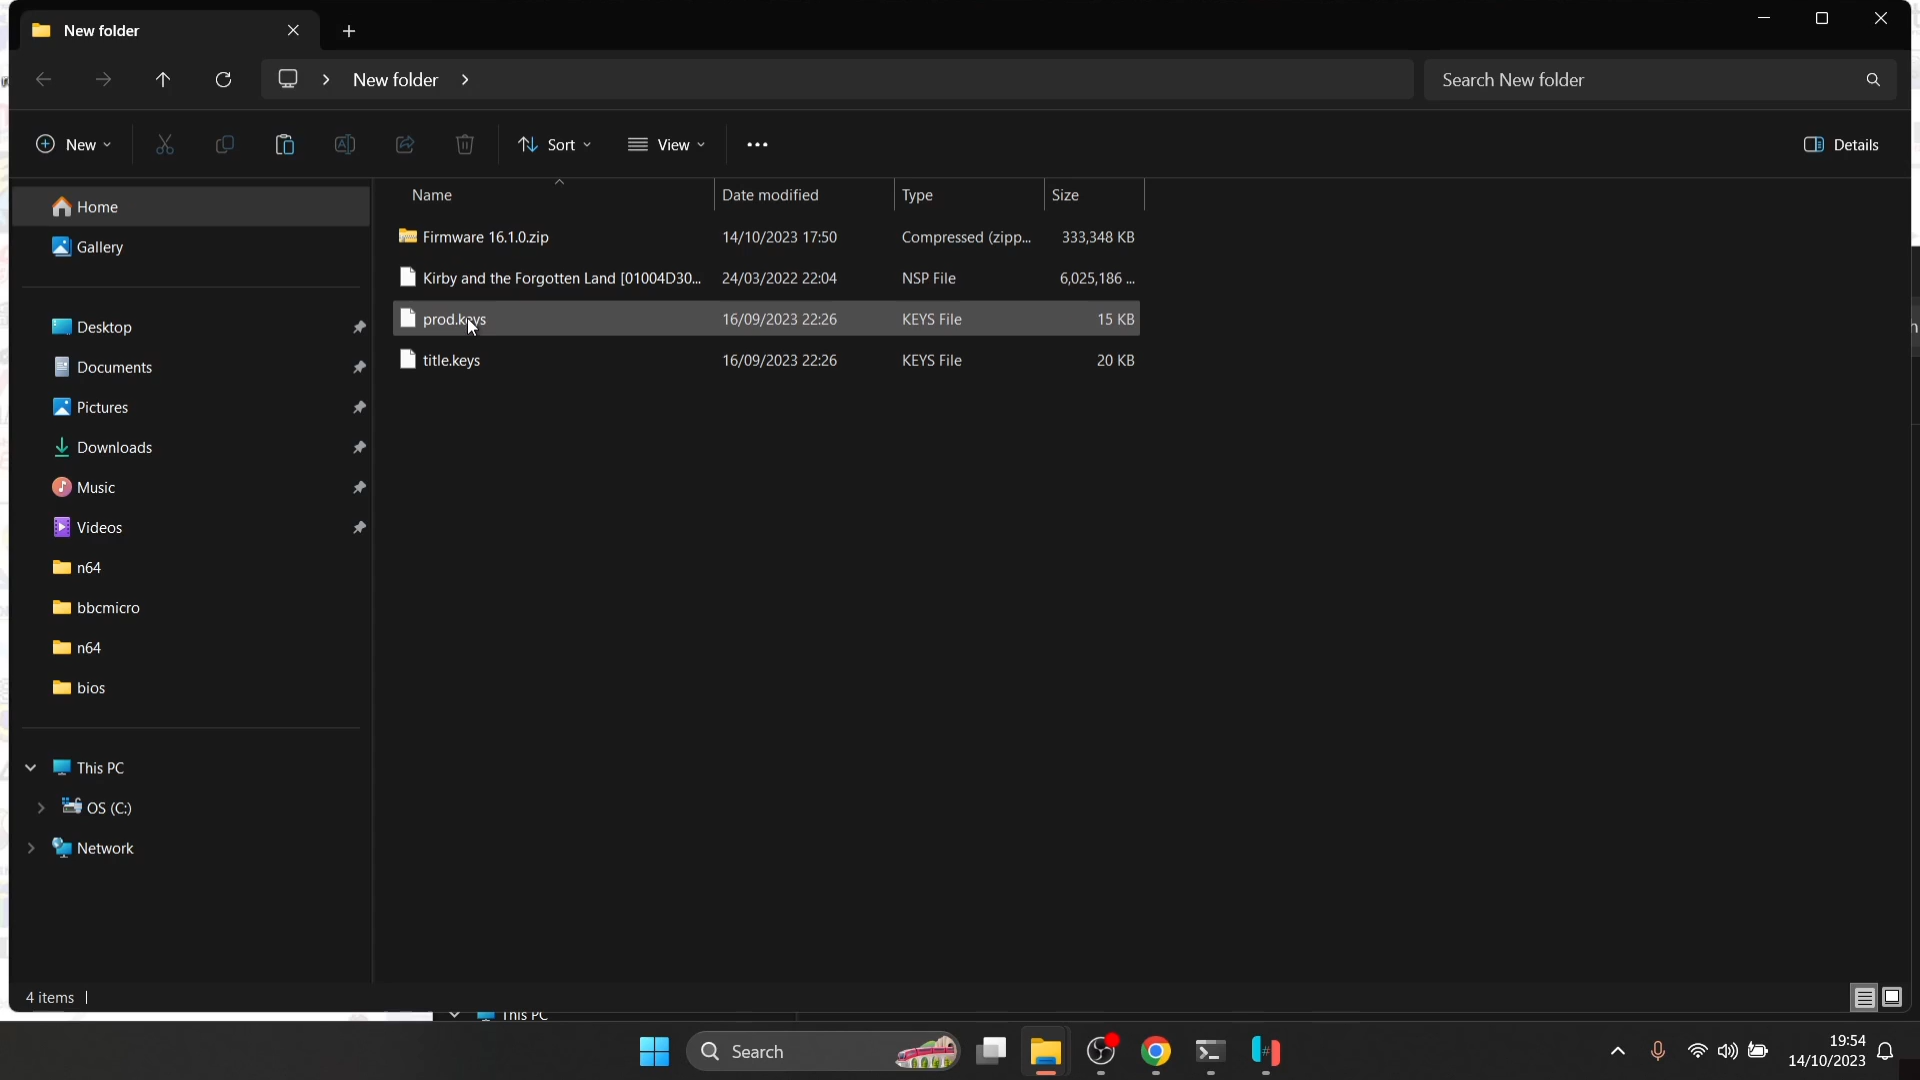 New folder
New folder
Search New folder
New
Sort
View
Details
Home
Gallery
Desktop
Documents
Pictures
Downloads
Music
Videos
n64
bbcmicro
n64
bios
This PC
OS (C:)
Network
Name Date modified Type Size
Firmware 16.1.0.zip 14/10/2023 17:50 Compressed (zipp... 333,348 KB
Kirby and the Forgotten Land [01004D30... 24/03/2022 22:04 NSP File 6,025,186 ...
prod.keys 16/09/2023 22:26 KEYS File 15 KB
title.keys 16/09/2023 22:26 KEYS File 20 KB
4 items
This PC
Search
19:54
14/10/2023